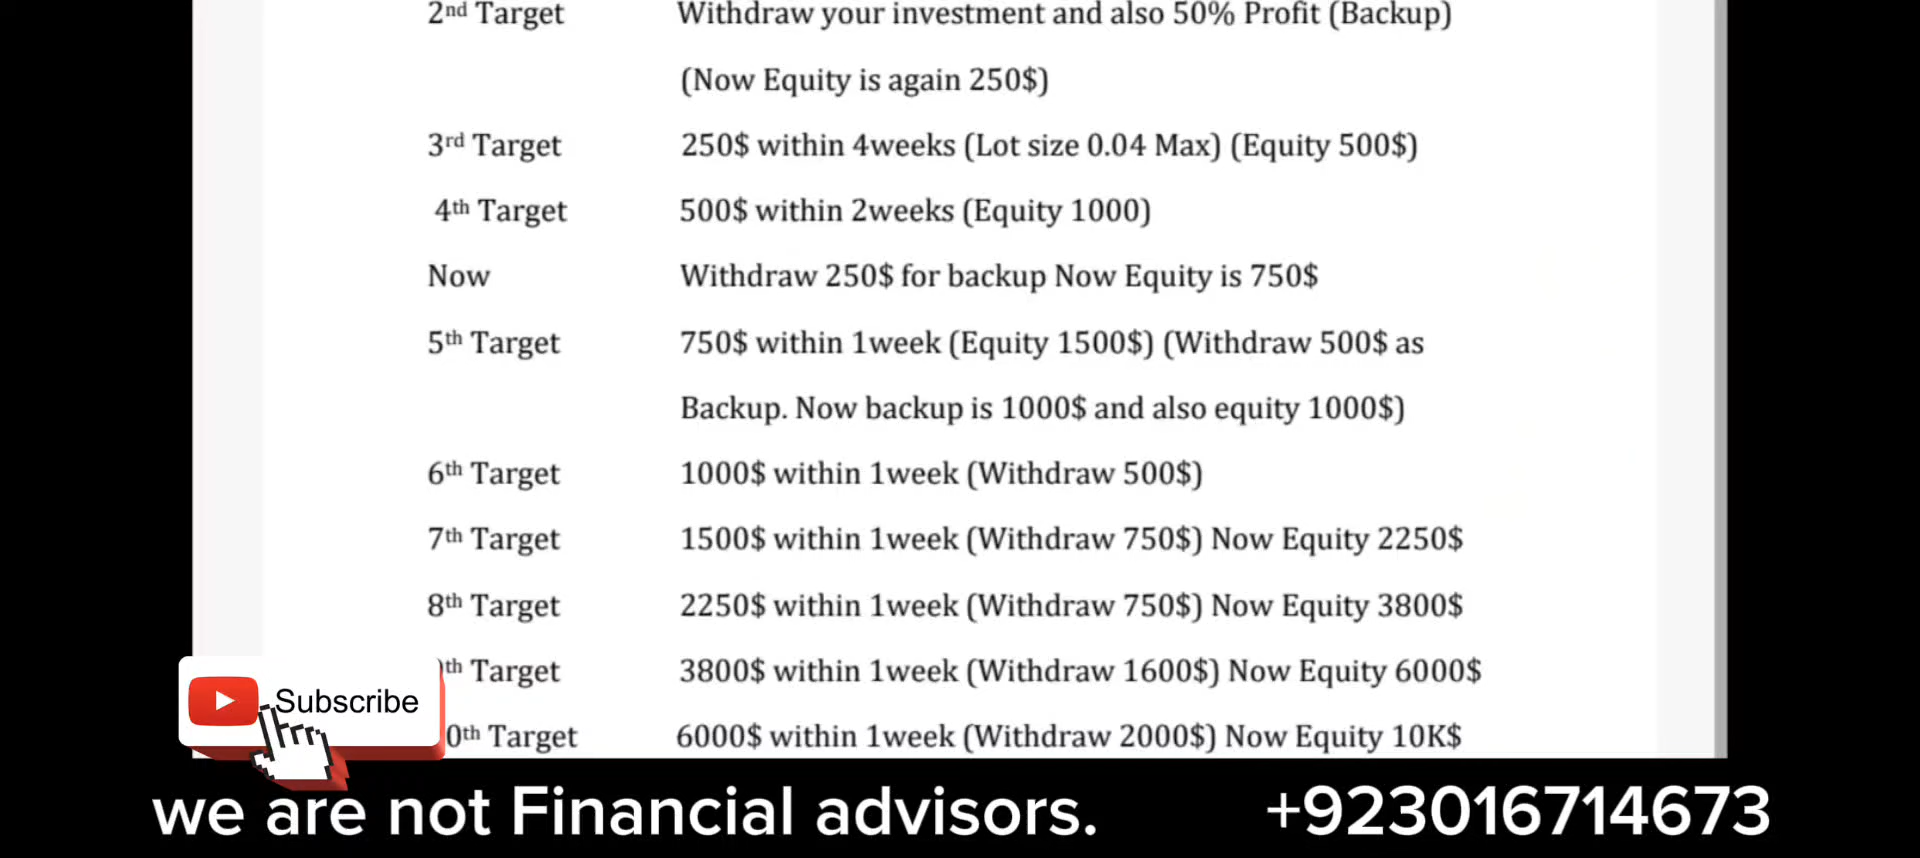 2nd Target Withdraw your investment and also 50% Profit (Backup)
(Now Equity is again 250$)
3rd Target 250$ within 4weeks (Lot size 0.04 Max) (Equity 500$)
4th Target 500$ within 2weeks (Equity 1000)
Now Withdraw 250$ for backup Now Equity is 750$
5th Target 750$ within 1week (Equity 1500$) (Withdraw 500$ as
Backup. Now backup is 1000$ and also equity 1000$)
6th Target 1000$ within 1week (Withdraw 500$)
7th Target 1500$ within 1week (Withdraw 750$) Now Equity 2250$
8th Target 2250$ within 1week (Withdraw 750$) Now Equity 3800$
th Target 3800$ within 1week (Withdraw 1600$) Now Equity 6000$
Subscribe
0th Target 6000$ within 1week (Withdraw 2000$) Now Equity 10K$
we are not Financial advisors. +923016714673